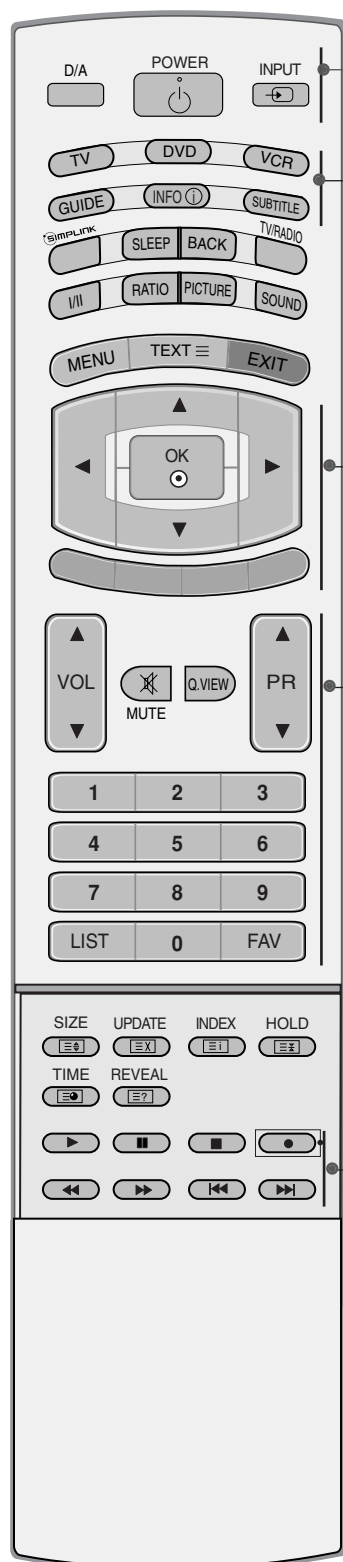 D/A POWER INPUT
TV DVD VCR
GUIDE INFO ⓘ SUBTITLE
SIMPLINK SLEEP BACK TV/RADIO
I/II RATIO PICTURE SOUND
MENU TEXT EXIT
OK
VOL MUTE Q.VIEW PR
1 2 3
4 5 6
7 8 9
LIST 0 FAV
SIZE UPDATE INDEX HOLD
X i
TIME REVEAL
?